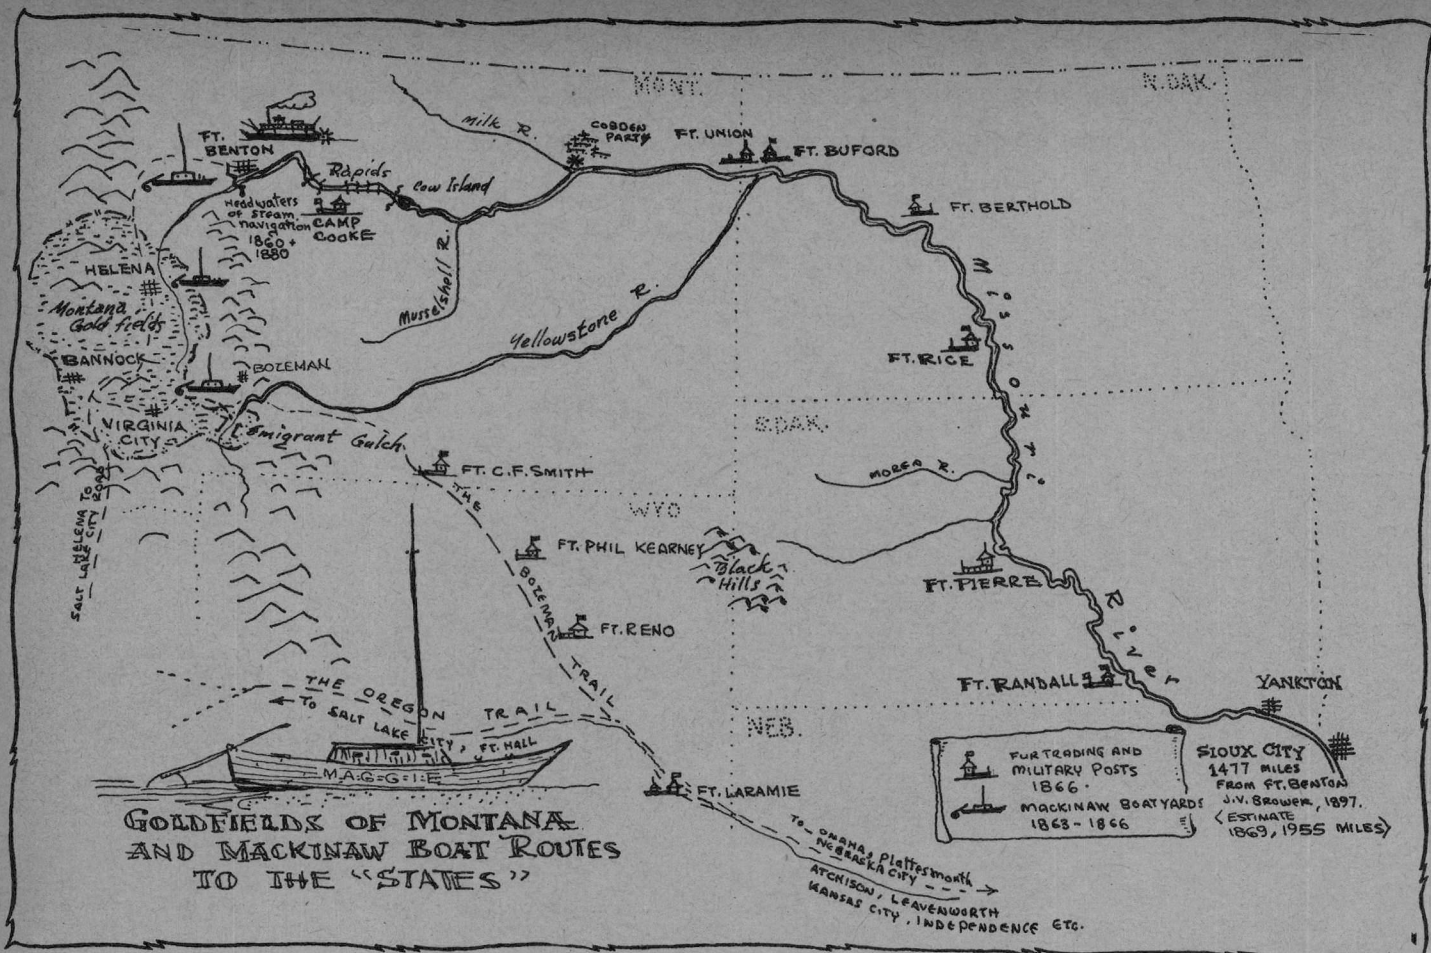 MONT.
N. DAK.
Milk R.
COBDEN
PARTY
FT. UNION
FT. BUFORD
FT.
BENTON
Rapids
Cow Island
Headwaters
of steam
navigation
1860 +
1880
CAMP
COOKE
FT. BERTHOLD
HELENA
Montana
Gold fields
Musselshell R.
Yellowstone R.
Missouri River
BANNOCK
BOZEMAN
FT. RICE
VIRGINIA
CITY
Emigrant Gulch
S. DAK.
FT. C.F. SMITH
MOREA R.
HELENA TO
SALT LAKE CITY ROAD
WYO
THE BOZEMAN TRAIL
FT. PHIL KEARNEY
Black
Hills
FT. PIERRE
FT. RENO
FT. RANDALL
YANKTON
THE OREGON TRAIL
← TO SALT LAKE CITY, FT. HALL
NEB.
M-A-G-G-I-E
FT. LARAMIE
FUR TRADING AND
MILITARY POSTS
1866.
MACKINAW BOATYARDS
1863-1866
SIOUX CITY
1477 MILES
FROM FT. BENTON
J.V. BROWER, 1897.
(ESTIMATE
1869, 1955 MILES)
GOLDFIELDS OF MONTANA
AND MACKINAW BOAT ROUTES
TO THE "STATES"
TO - OMAHA, Plattesmouth
NEBRASKA CITY
ATCHISON, LEAVENWORTH
KANSAS CITY, INDEPENDENCE ETC.